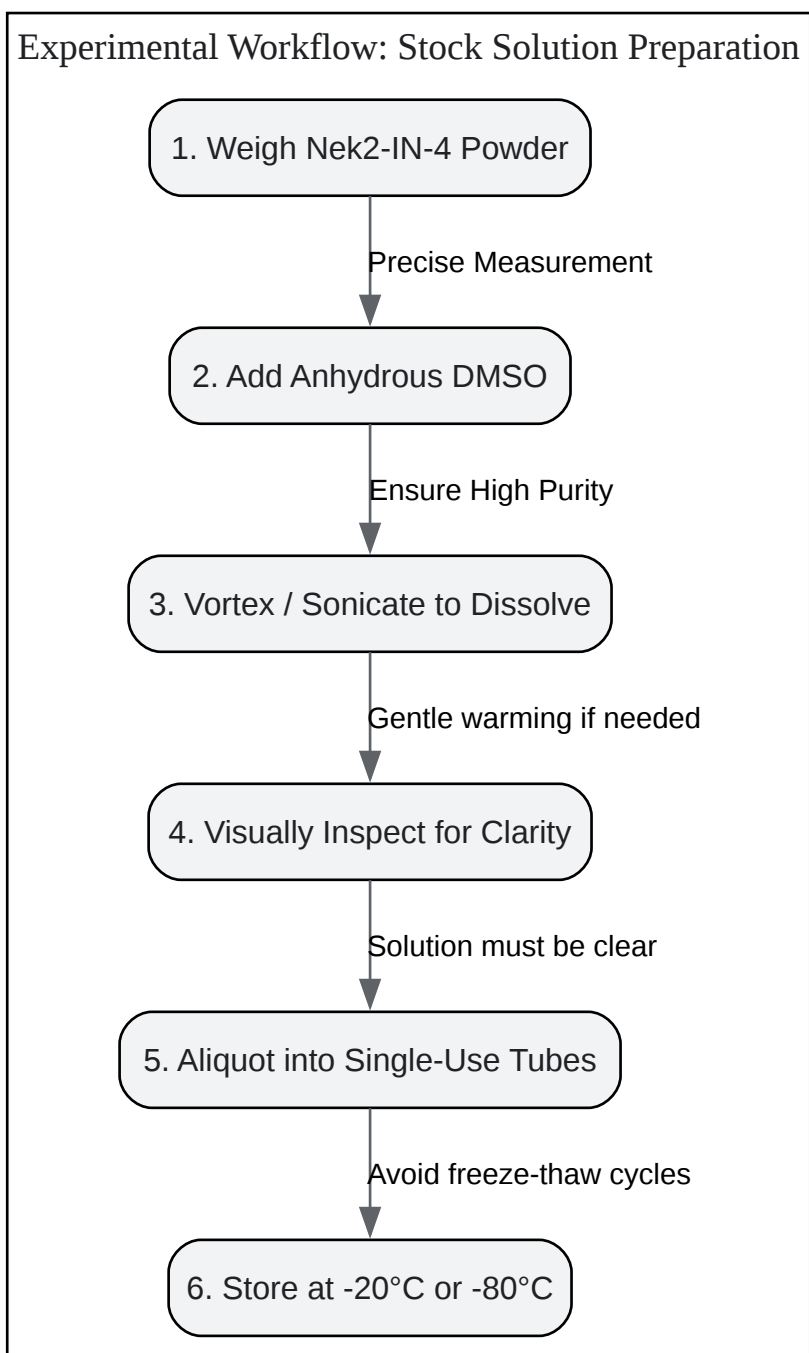 Experimental Workflow: Stock Solution Preparation
1. Weigh Nek2-IN-4 Powder
Precise Measurement
2. Add Anhydrous DMSO
Ensure High Purity
3. Vortex / Sonicate to Dissolve
Gentle warming if needed
4. Visually Inspect for Clarity
Solution must be clear
5. Aliquot into Single-Use Tubes
Avoid freeze-thaw cycles
6. Store at -20°C or -80°C